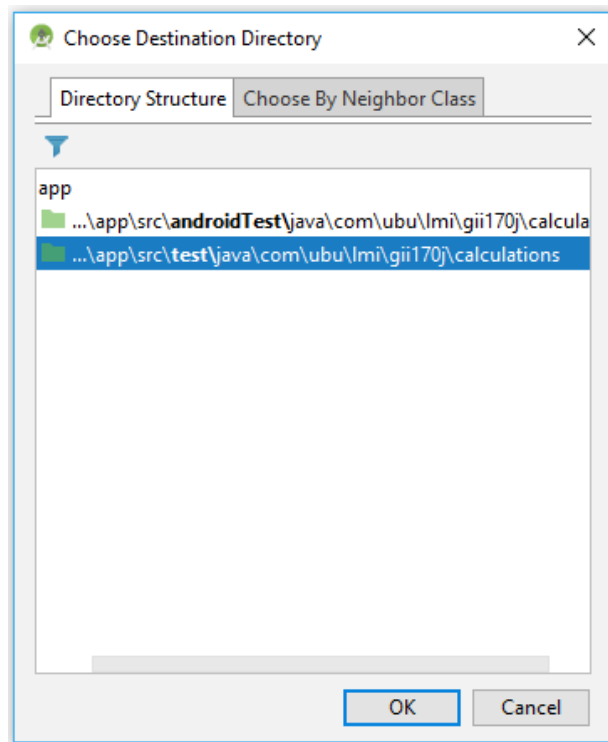 Choose Destination Directory
Directory Structure Choose By Neighbor Class
app
...\app\src\androidTest\java\com\ubu\lmi\gii170j\calcula
...\app\src\test\java\com\ubu\lmi\gii170j\calculations
OK Cancel